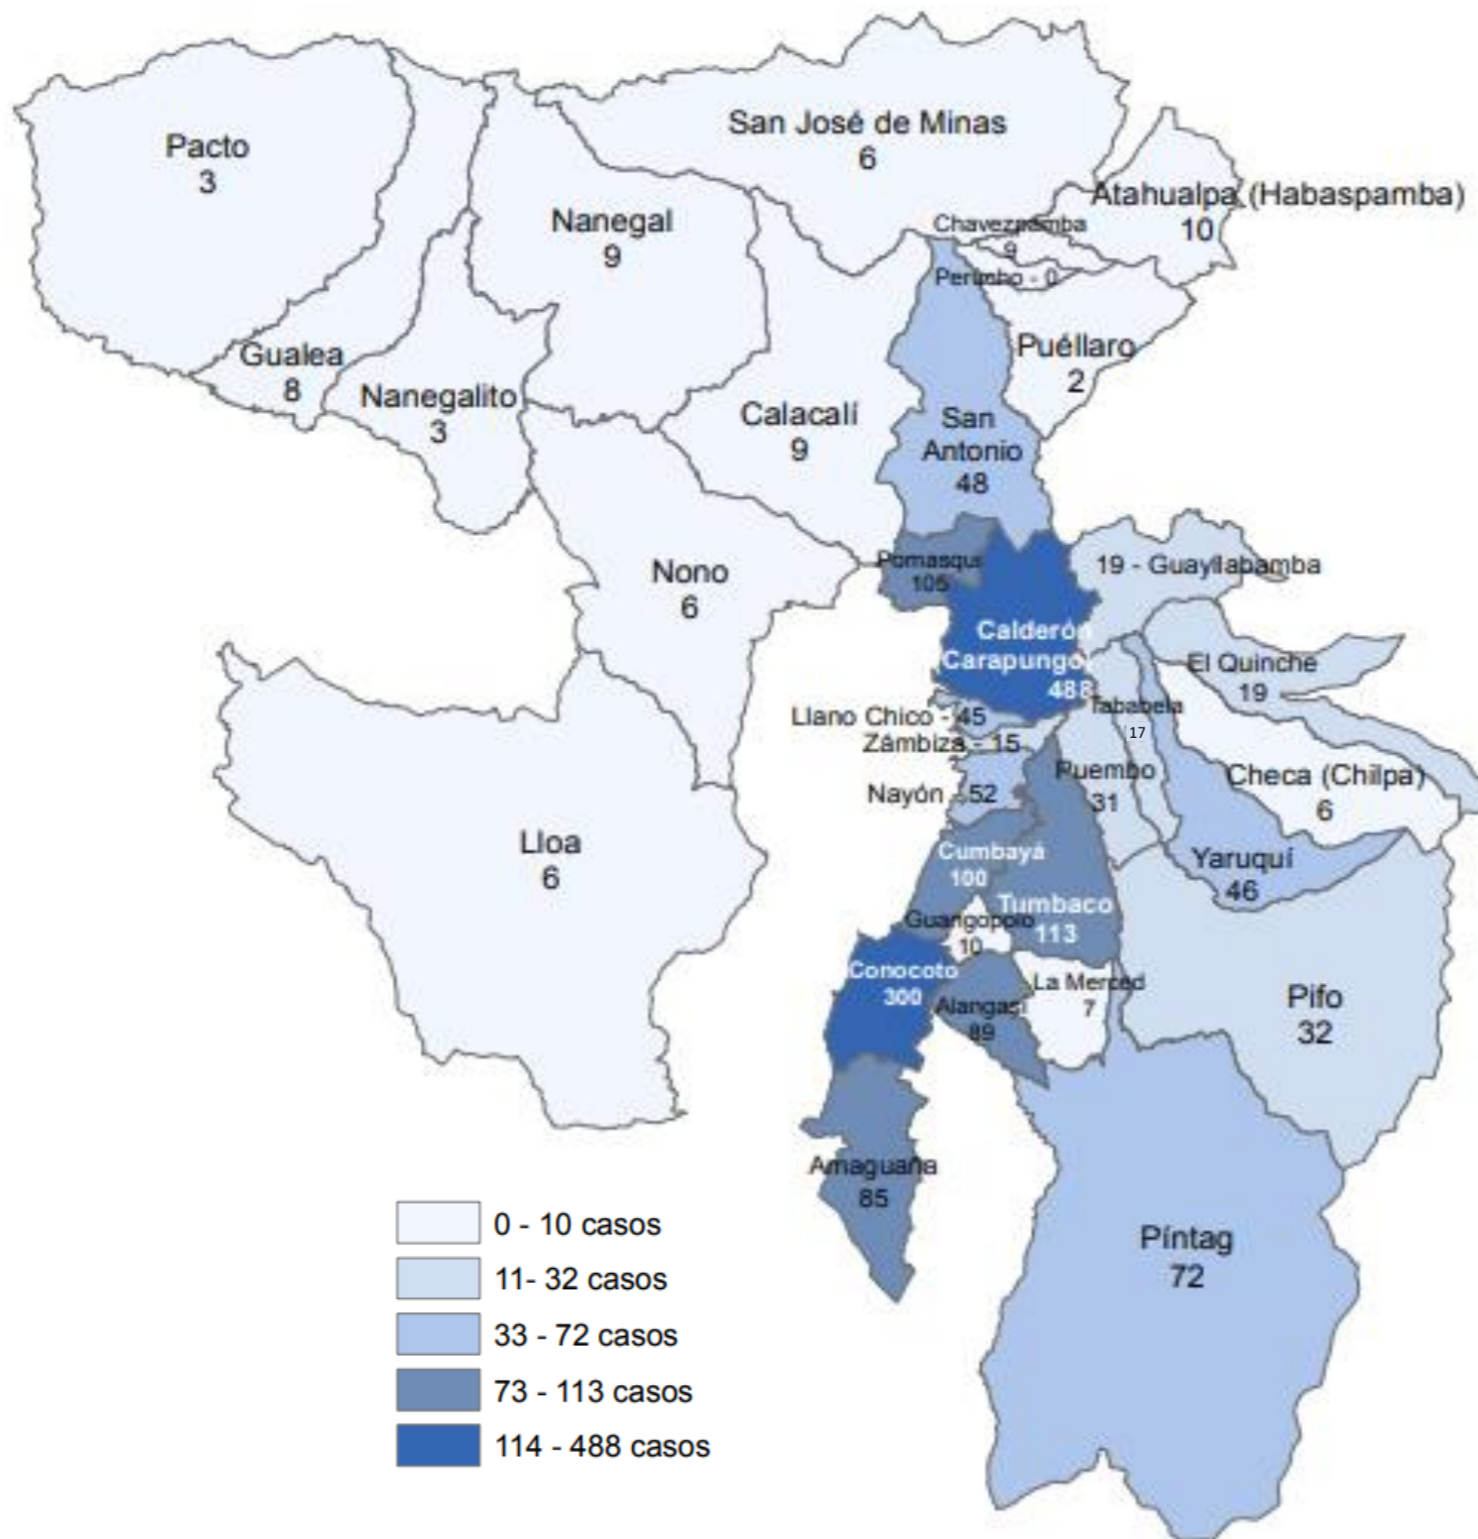 Pacto
3
San José de Minas
6
Atahualpa (Habaspamba)
10
Nanegal
9
Chavezpamba
9
Perucho - 0
Gualea
8
Nanegalito
3
Puéllaro
2
Calacalí
9
San
Antonio
48
Nono
6
Pomasqui
105
19 - Guayllabamba
Calderón
Carapungo
488
El Quinche
19
Llano Chico - 45
Tababela
17
Zámbiza - 15
Puembo
31
Checa (Chilpa)
6
Nayón - 52
Lloa
6
Cumbayá
100
Yaruquí
46
Tumbaco
113
Guangopolo
10
Conocoto
300
La Merced
7
Alangasí
89
Pifo
32
Amaguaña
85
Píntag
72
0 - 10 casos
11- 32 casos
33 - 72 casos
73 - 113 casos
114 - 488 casos